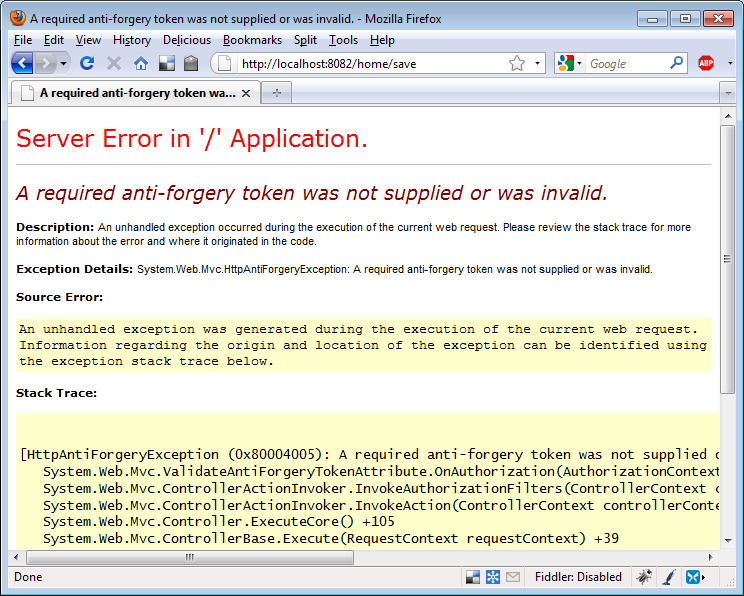 A required anti-forgery token was not supplied or was invalid. - Mozilla Firefox
File Edit View History Delicious Bookmarks Split Tools Help
http://localhost:8082/home/save Google ABP
A required anti-forgery token wa...
Server Error in '/' Application.
A required anti-forgery token was not supplied or was invalid.
Description: An unhandled exception occurred during the execution of the current web request. Please review the stack trace for more
information about the error and where it originated in the code.
Exception Details: System.Web.Mvc.HttpAntiForgeryException: A required anti-forgery token was not supplied or was invalid.
Source Error:
An unhandled exception was generated during the execution of the current web request.
Information regarding the origin and location of the exception can be identified using
the exception stack trace below.
Stack Trace:
[HttpAntiForgeryException (0x80004005): A required anti-forgery token was not supplied
System.Web.Mvc.ValidateAntiForgeryTokenAttribute.OnAuthorization(AuthorizationContext
System.Web.Mvc.ControllerActionInvoker.InvokeAuthorizationFilters(ControllerContext
System.Web.Mvc.ControllerActionInvoker.InvokeAction(ControllerContext controllerConte
System.Web.Mvc.Controller.ExecuteCore() +105
System.Web.Mvc.ControllerBase.Execute(RequestContext requestContext) +39
Done Fiddler: Disabled